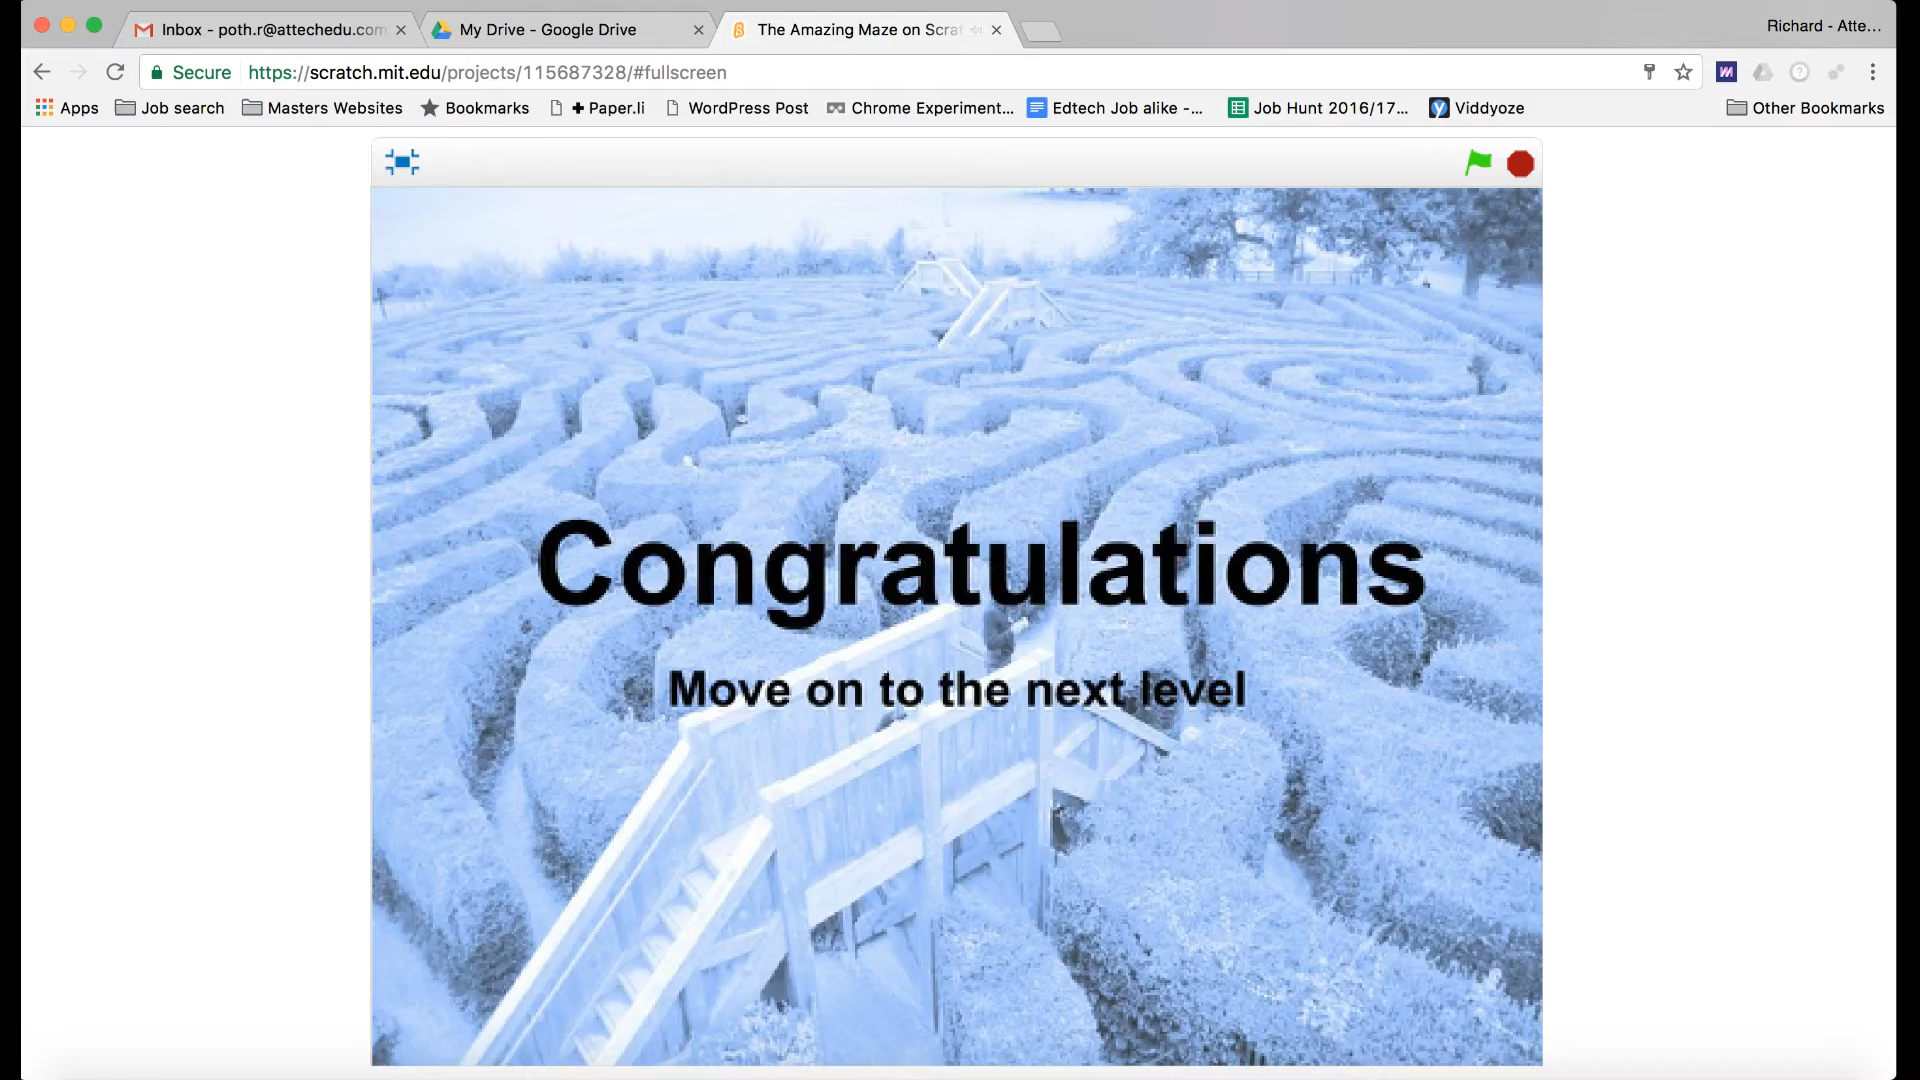 Inbox - poth.r@attechedu.com
My Drive - Google Drive
The Amazing Maze on Scrat
Richard - Atte...
Secure https://scratch.mit.edu/projects/115687328/#fullscreen
Apps Job search Masters Websites Bookmarks + Paper.li WordPress Post Chrome Experiment... Edtech Job alike -... Job Hunt 2016/17... Viddyoze Other Bookmarks
Congratulations
Move on to the next level